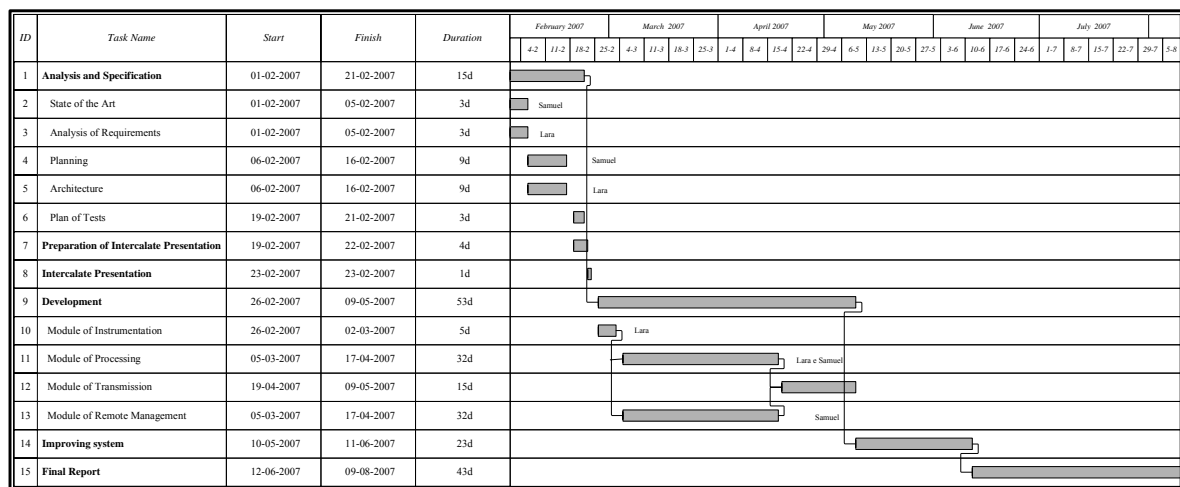 ID Task Name Start Finish Duration February 2007 March 2007 April 2007 May 2007 June 2007 July 2007
4-2 11-2 18-2 25-2 4-3 11-3 18-3 25-3 1-4 8-4 15-4 22-4 29-4 6-5 13-5 20-5 27-5 3-6 10-6 17-6 24-6 1-7 8-7 15-7 22-7 29-7 5-8
1 Analysis and Specification 01-02-2007 21-02-2007 15d
2 State of the Art 01-02-2007 05-02-2007 3d Samuel
3 Analysis of Requirements 01-02-2007 05-02-2007 3d Lara
4 Planning 06-02-2007 16-02-2007 9d Samuel
5 Architecture 06-02-2007 16-02-2007 9d Lara
6 Plan of Tests 19-02-2007 21-02-2007 3d
7 Preparation of Intercalate Presentation 19-02-2007 22-02-2007 4d
8 Intercalate Presentation 23-02-2007 23-02-2007 1d
9 Development 26-02-2007 09-05-2007 53d
10 Module of Instrumentation 26-02-2007 02-03-2007 5d Lara
11 Module of Processing 05-03-2007 17-04-2007 32d Lara e Samuel
12 Module of Transmission 19-04-2007 09-05-2007 15d
13 Module of Remote Management 05-03-2007 17-04-2007 32d Samuel
14 Improving system 10-05-2007 11-06-2007 23d
15 Final Report 12-06-2007 09-08-2007 43d